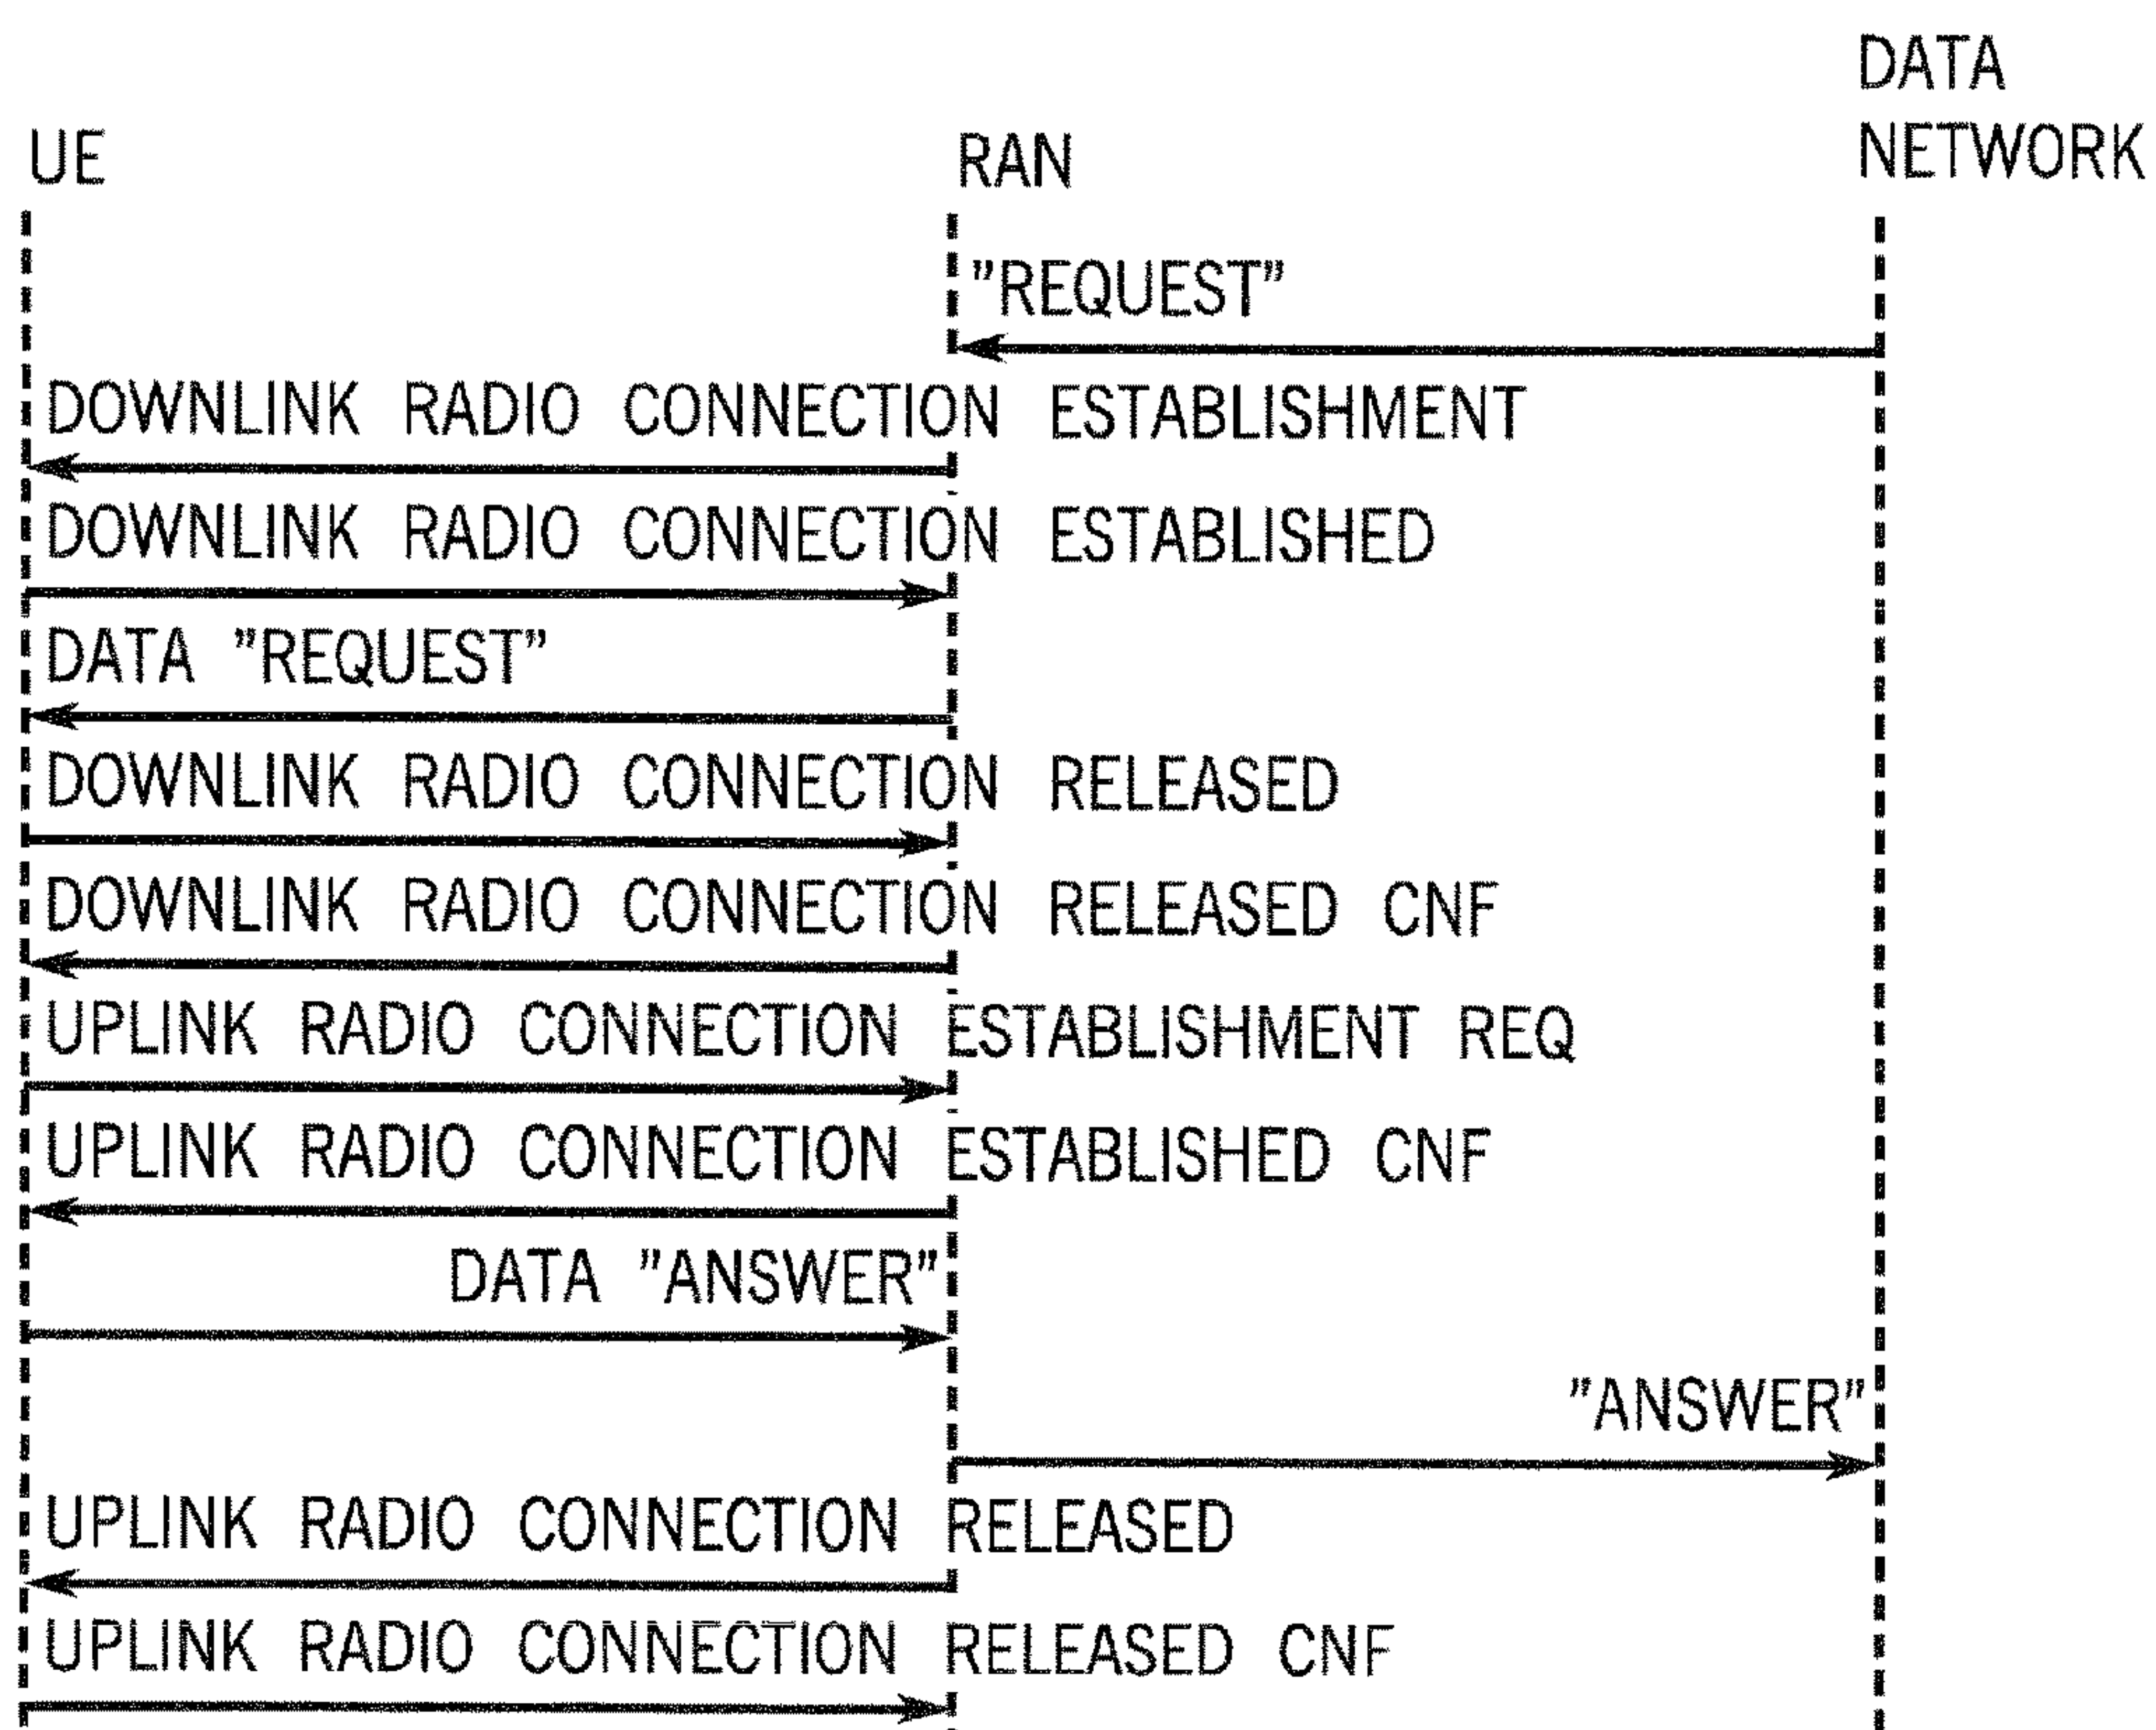 UE
RAN
DATA
NETWORK
"REQUEST"
DOWNLINK RADIO CONNECTION ESTABLISHMENT
DOWNLINK RADIO CONNECTION ESTABLISHED
DATA "REQUEST"
DOWNLINK RADIO CONNECTION RELEASED
DOWNLINK RADIO CONNECTION RELEASED CNF
UPLINK RADIO CONNECTION ESTABLISHMENT REQ
UPLINK RADIO CONNECTION ESTABLISHED CNF
DATA "ANSWER"
"ANSWER"
UPLINK RADIO CONNECTION RELEASED
UPLINK RADIO CONNECTION RELEASED CNF